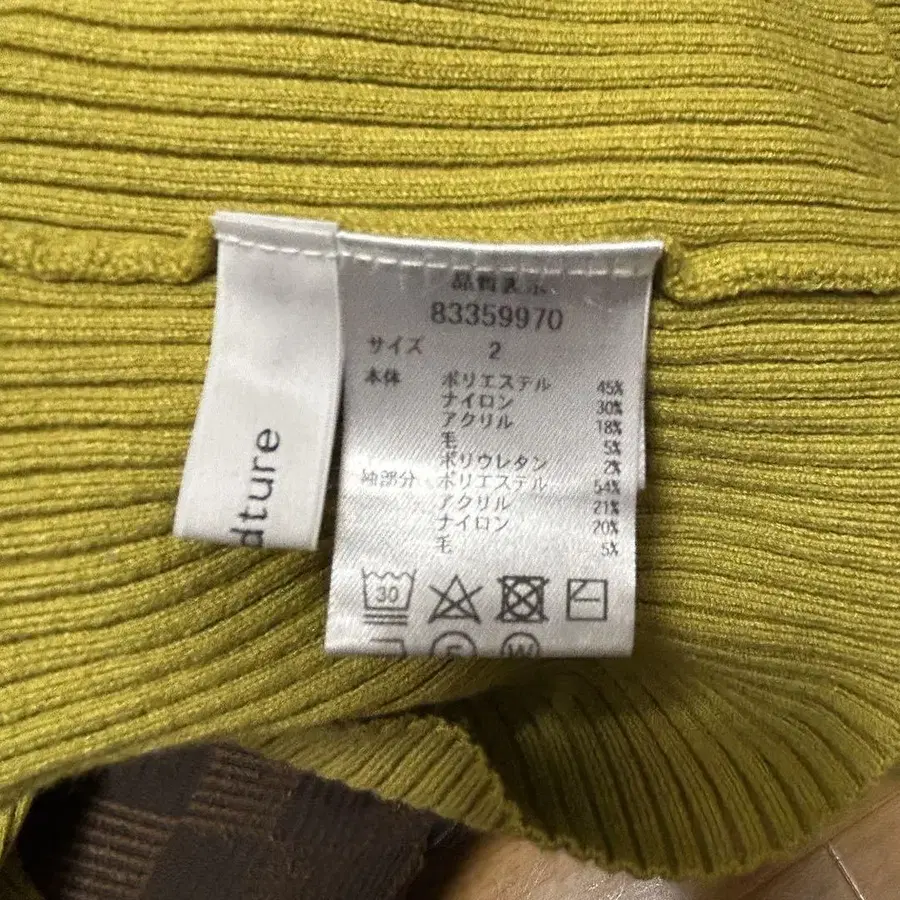 dture
品質表示
83359970
サイズ 2
本体 ポリエステル 45%
ナイロン 30%
アクリル 18%
毛 5%
ポリウレタン 2%
袖部分 ポリエステル 54%
アクリル 21%
ナイロン 20%
毛 5%
30
F W